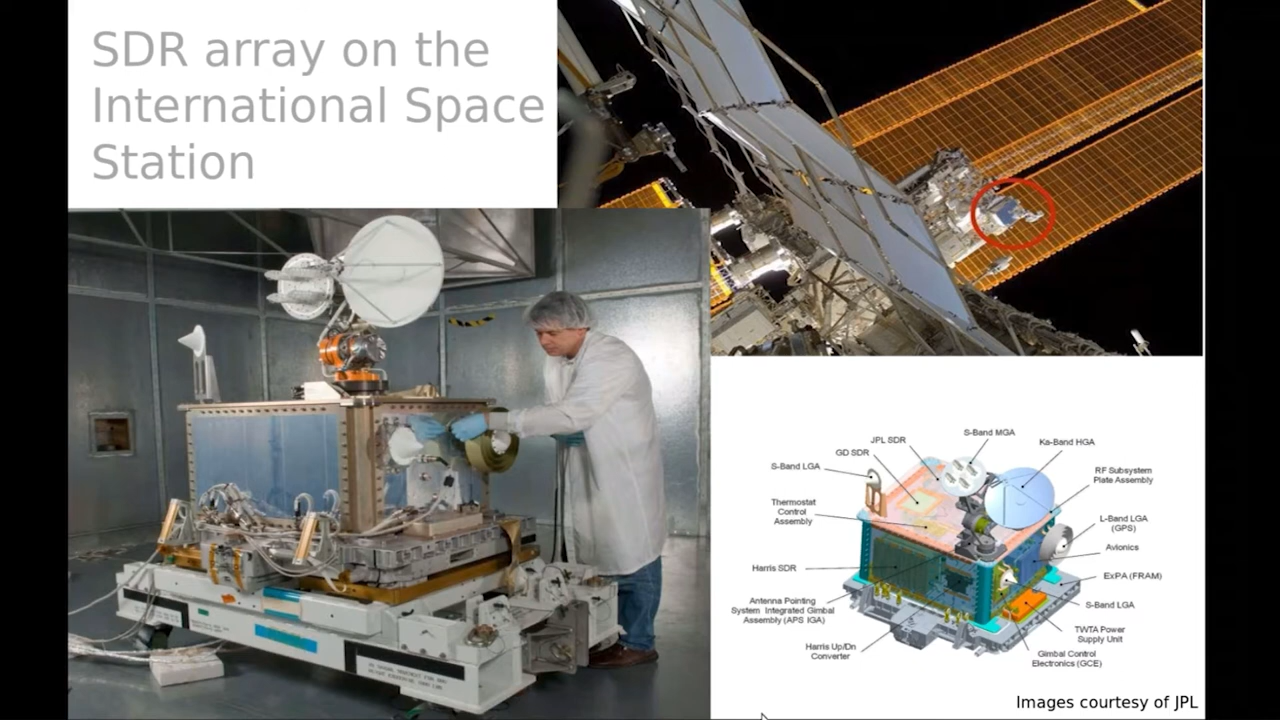 SDR array on the
International Space
Station
S-Band MGA
JPL SDR
Ka-Band HGA
GD SDR
S-Band LGA
RF Subsystem
Plate Assembly
Thermostat
Control
Assembly
L-Band LGA
(GPS)
Avionics
Harris SDR
ExPA (FRAM)
Antenna Pointing
System Integrated Gimbal
Assembly (APS IGA)
S-Band LGA
TWTA Power
Supply Unit
Harris Up/Dn
Converter
Gimbal Control
Electronics (GCE)
Images courtesy of JPL